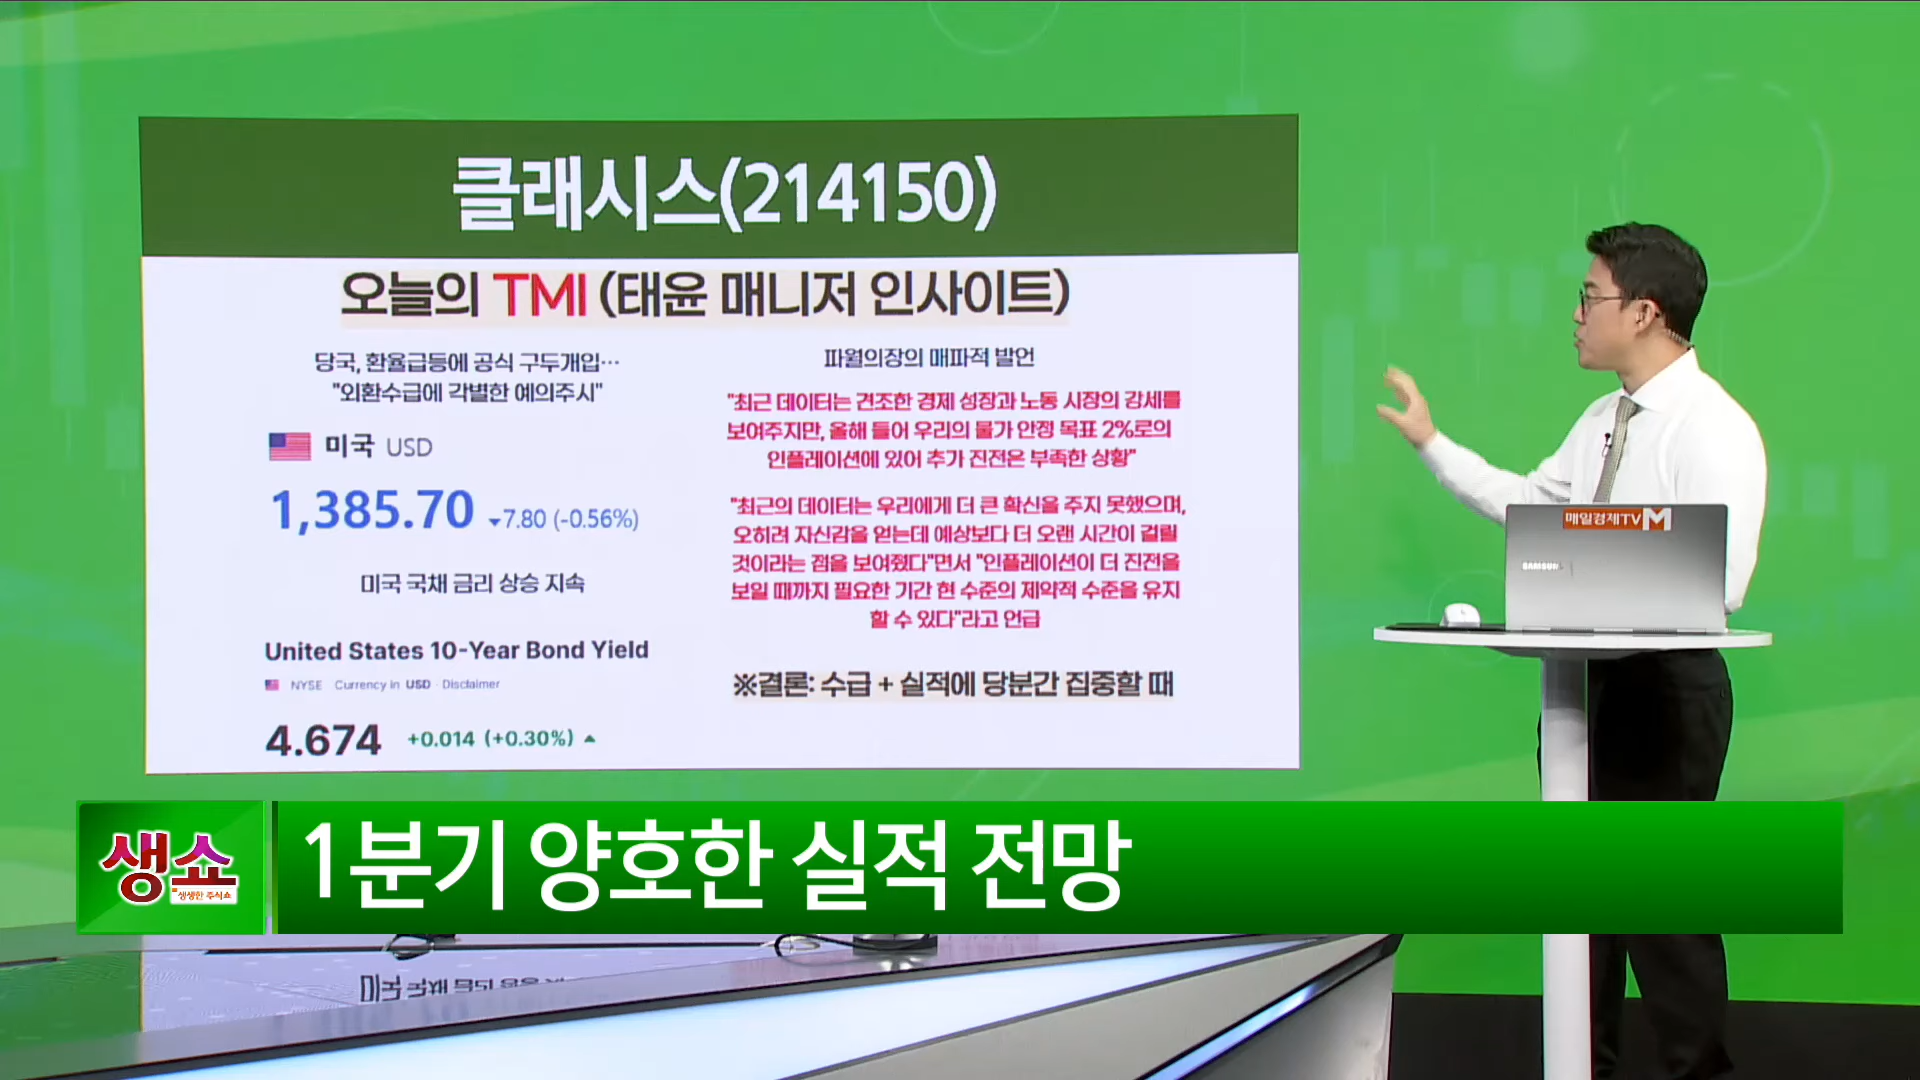 클래시스(214150)
오늘의 TMI (태윤 매니저 인사이트)
당국, 환율급등에 공식 구두개입…
"외환수급에 각별한 예의주시"
미국 USD
1,385.70 ▼7.80 (-0.56%)
미국 국채 금리 상승 지속
United States 10-Year Bond Yield
NYSE Currency in USD Disclaimer
4.674 +0.014 (+0.30%) ▲
파월의장의 매파적 발언
"최근 데이터는 견조한 경제 성장과 노동 시장의 강세를
보여주지만, 올해 들어 우리의 물가 안정 목표 2%로의
인플레이션에 있어 추가 진전은 부족한 상황"
"최근의 데이터는 우리에게 더 큰 확신을 주지 못했으며,
오히려 자신감을 얻는데 예상보다 더 오랜 시간이 걸릴
것이라는 점을 보여줬다"면서 "인플레이션이 더 진전을
보일 때까지 필요한 기간 현 수준의 제약적 수준을 유지
할 수 있다"라고 언급
※결론: 수급 + 실적에 당분간 집중할 때
매일경제TV M
SAMSUNG
생쇼
생생한 주식쇼
1분기 양호한 실적 전망